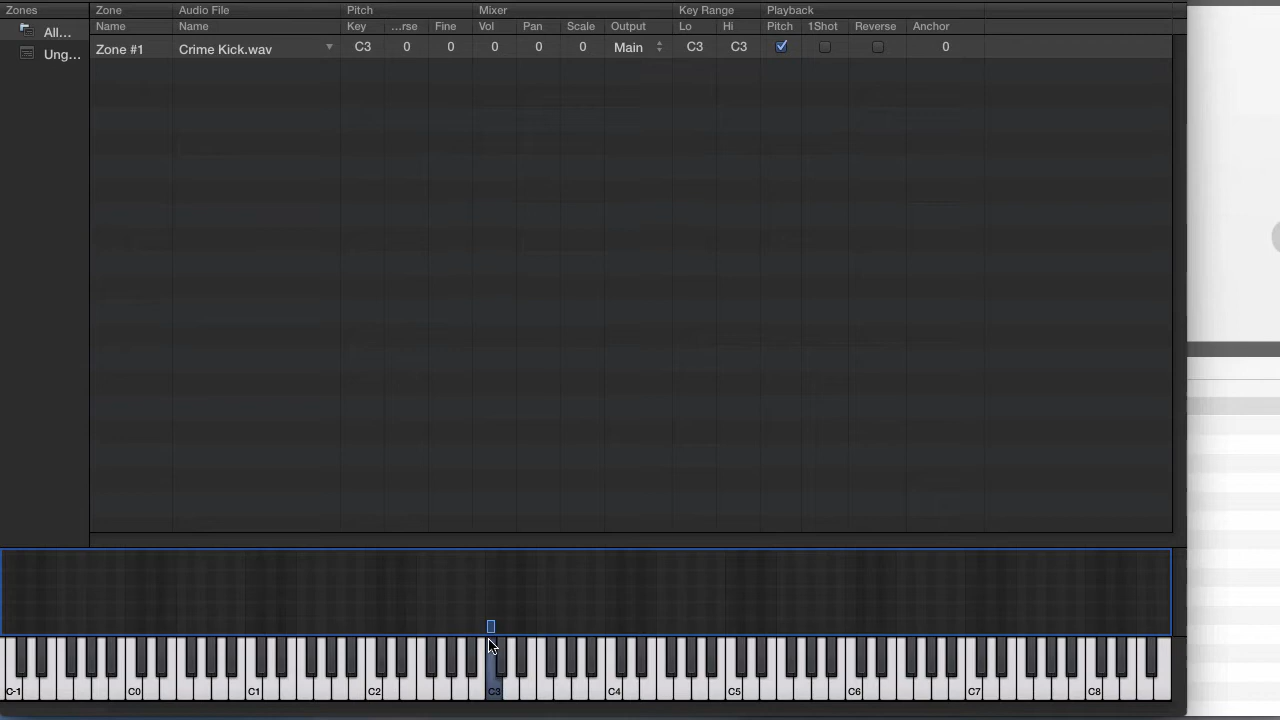 Zones Zone Audio File Pitch Mixer Key Range Playback
All... Name Name Key ...rse Fine Vol Pan Scale Output Lo Hi Pitch 1Shot Reverse Anchor
Ung... Zone #1 Crime Kick.wav C3 0 0 0 0 0 Main C3 C3 0
C-1 C0 C1 C2 C3 C4 C5 C6 C7 C8